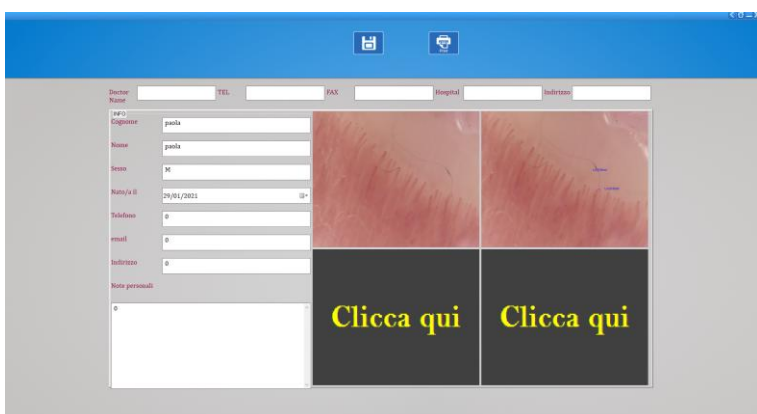 Doctor Name
TEL
FAX
Hospital
Indirizzo
INFO
Cognome
paola
Nome
paola
Sesso
M
Nato/a il
29/01/2021
Telefono
0
email
0
Indirizzo
0
Note personali
0
Clicca qui
Clicca qui